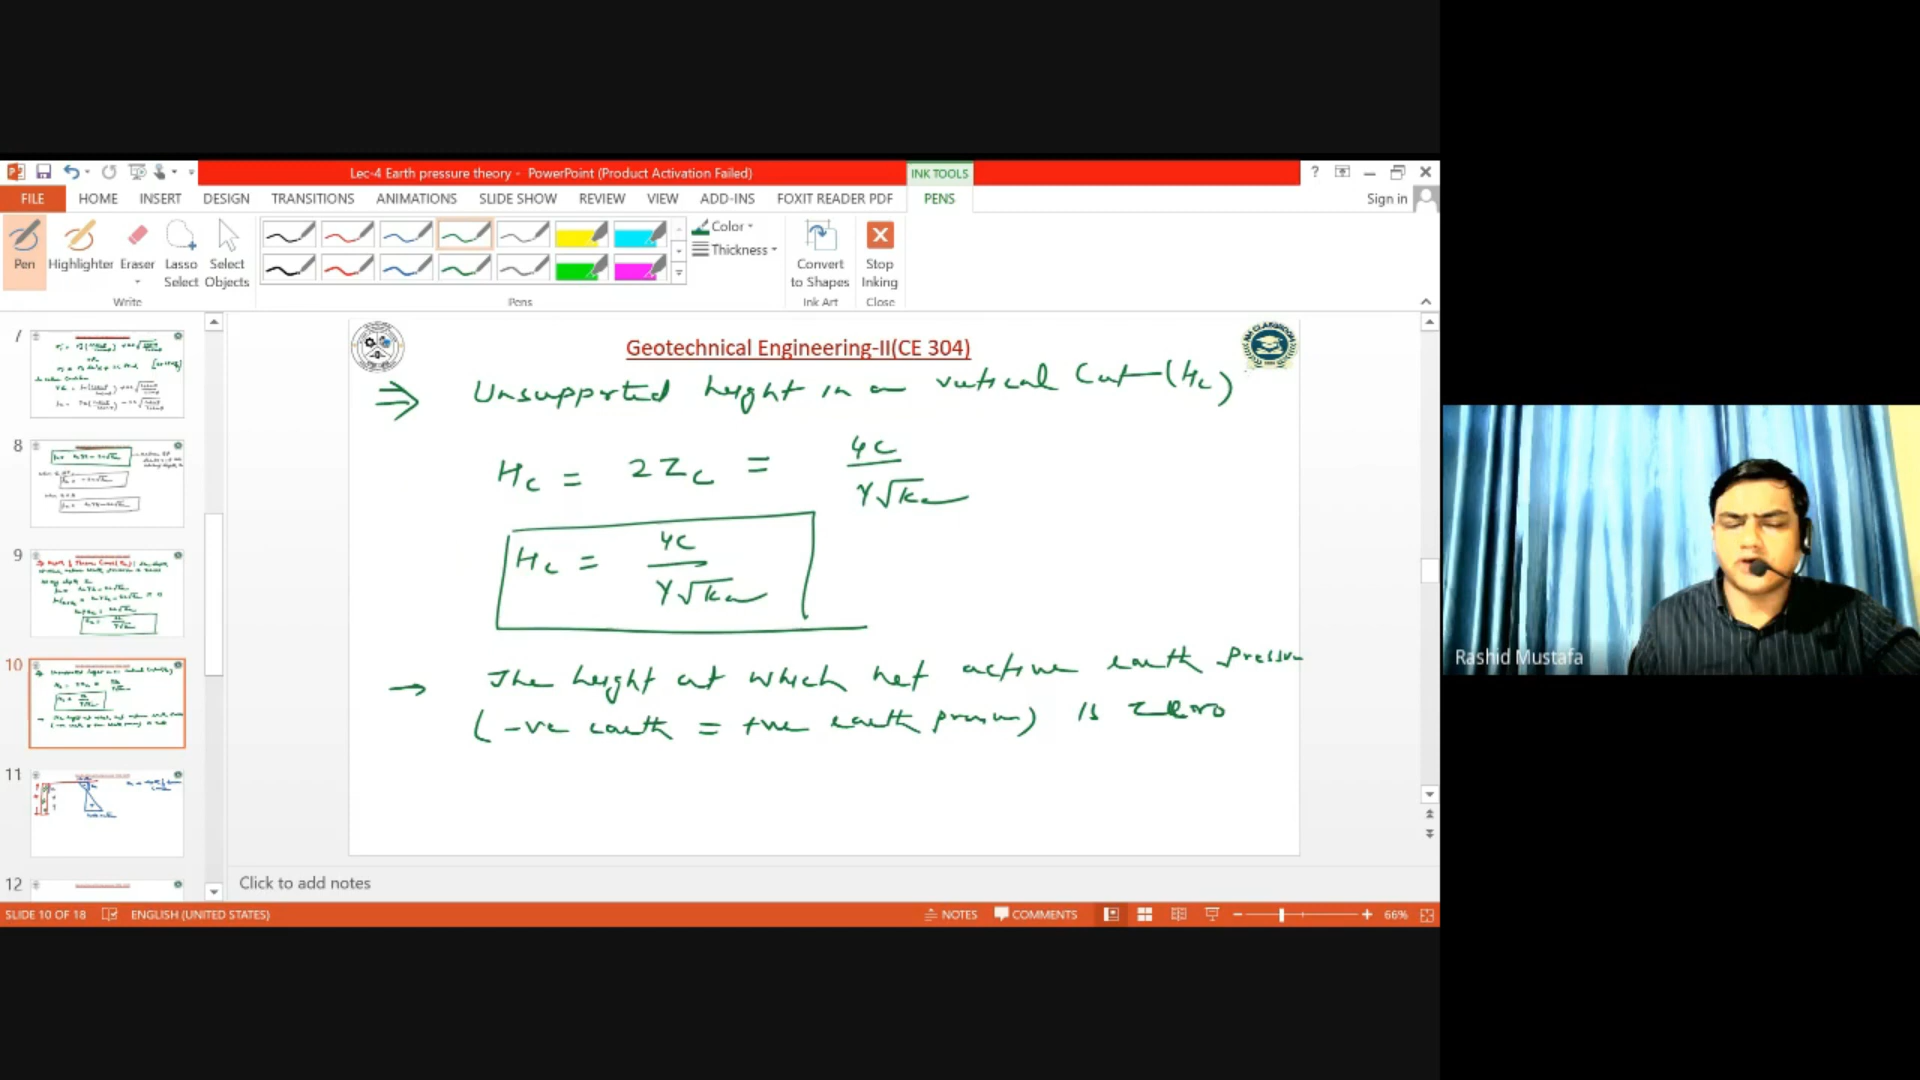 Lec-4 Earth pressure theory - PowerPoint (Product Activation Failed)
INK TOOLS
?
FILE HOME INSERT DESIGN TRANSITIONS ANIMATIONS SLIDE SHOW REVIEW VIEW ADD-INS FOXIT READER PDF PENS Sign in
Pen Highlighter Eraser Lasso Select Select Objects
Color
Thickness
Convert to Shapes
Stop Inking
Write Pens Ink Art Close
7
8
9
10
11
12
Geotechnical Engineering-II(CE 304)
⇒ Unsupported height in a vertical Cut (Hc)
Hc = 2Zc = 4C / γ√ka
Hc = 4C / γ√ka
→ The height at which net active earth pressure
(-ve earth = +ve earth pressure) is zero
Click to add notes
SLIDE 10 OF 18 ENGLISH (UNITED STATES) NOTES COMMENTS 66%
Rashid Mustafa